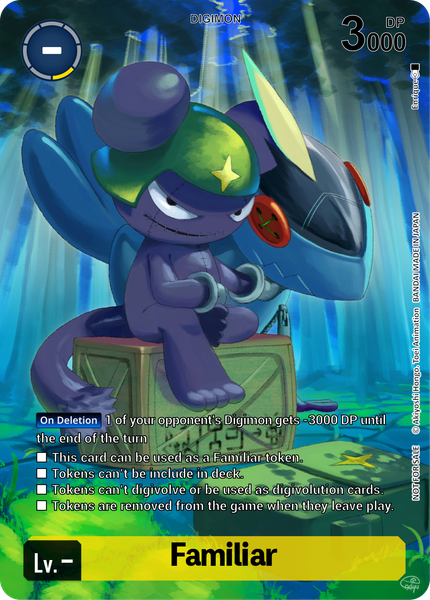 DIGIMON
-
3000
DP
Enrique
On Deletion 1 of your opponent's Digimon gets -3000 DP until
the end of the turn
This card can be used as a Familiar token.
Tokens can't be include in deck.
Tokens can't digivolve or be used as digivolution cards.
Tokens are removed from the game when they leave play.
NOT FOR SALE © Akiyoshi Hongo, Toei Animation BANDAI MADE IN JAPAN
Lv.-
Familiar